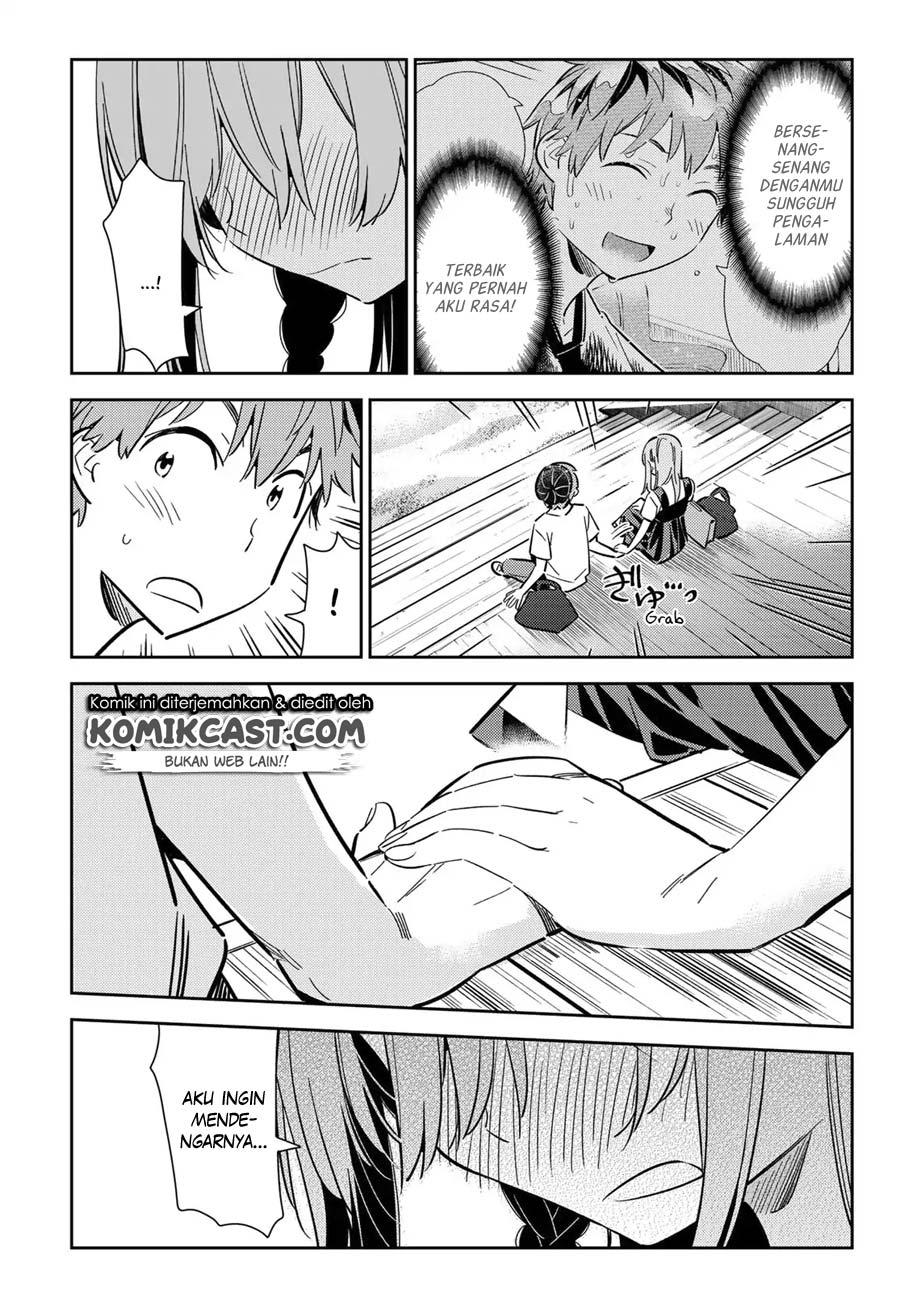 BERSE-
NANG-
SENANG
DENGANMU
SUNGGUH
PENGA-
LAMAN
TERBAIK
YANG PERNAH
AKU RASA!
...!
ぎゅ...っ
Grab
!
Komik ini diterjemahkan & diedit oleh
KOMIKCAST.COM
BUKAN WEB LAIN!!
AKU INGIN
MENDE-
NGARNYA...